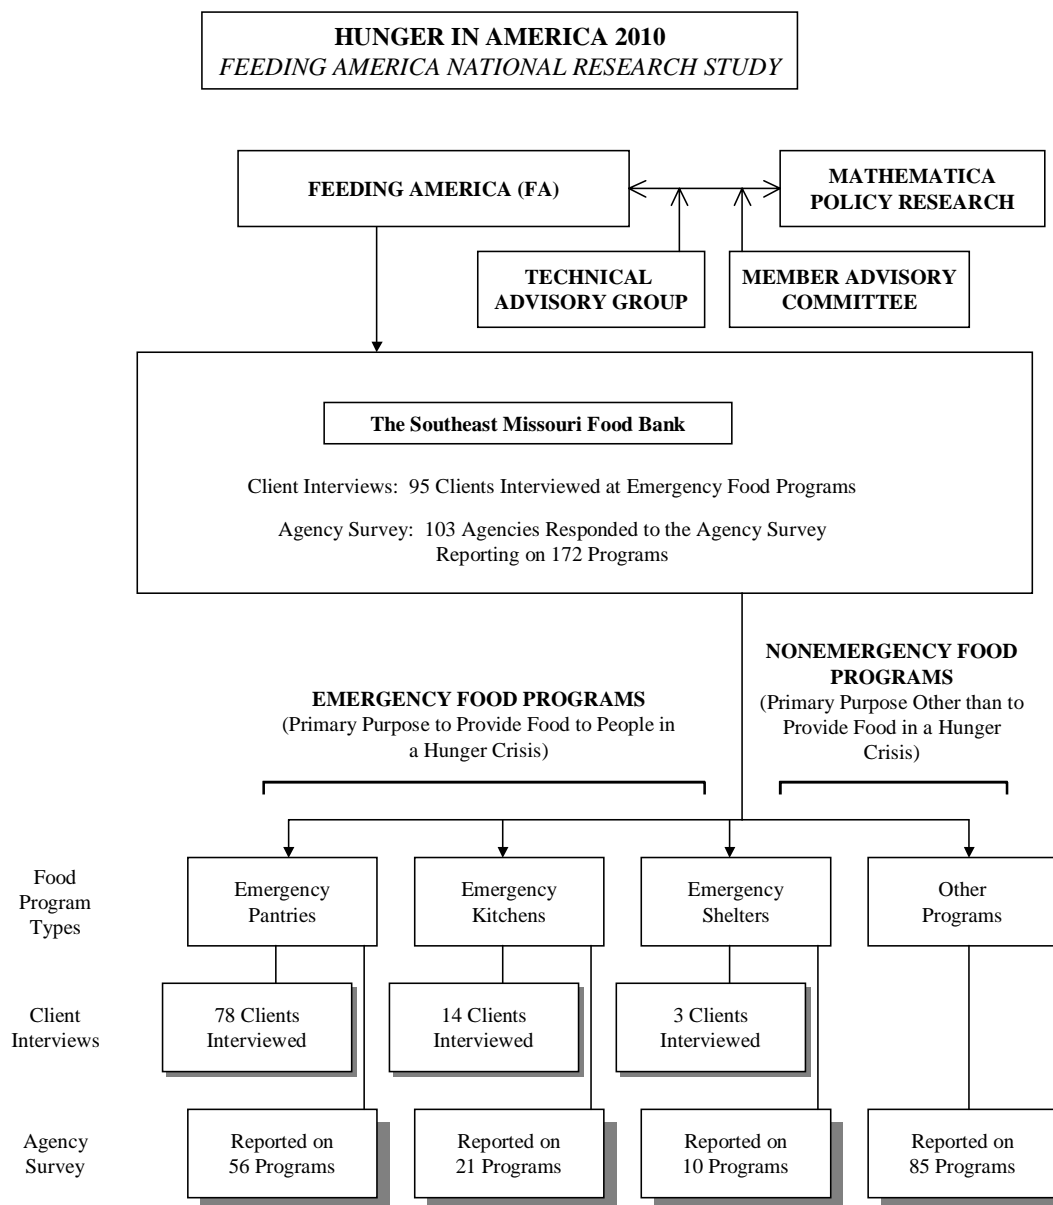 HUNGER IN AMERICA 2010
FEEDING AMERICA NATIONAL RESEARCH STUDY
FEEDING AMERICA (FA)
MATHEMATICA
POLICY RESEARCH
TECHNICAL
ADVISORY GROUP
MEMBER ADVISORY
COMMITTEE
The Southeast Missouri Food Bank
Client Interviews:  95 Clients Interviewed at Emergency Food Programs
Agency Survey:  103 Agencies Responded to the Agency Survey
Reporting on 172 Programs
EMERGENCY FOOD PROGRAMS
(Primary Purpose to Provide Food to People in
a Hunger Crisis)
NONEMERGENCY FOOD
PROGRAMS
(Primary Purpose Other than to
Provide Food in a Hunger
Crisis)
Food
Program
Types
Emergency
Pantries
Emergency
Kitchens
Emergency
Shelters
Other
Programs
Client
Interviews
78 Clients
Interviewed
14 Clients
Interviewed
3 Clients
Interviewed
Agency
Survey
Reported on
56 Programs
Reported on
21 Programs
Reported on
10 Programs
Reported on
85 Programs